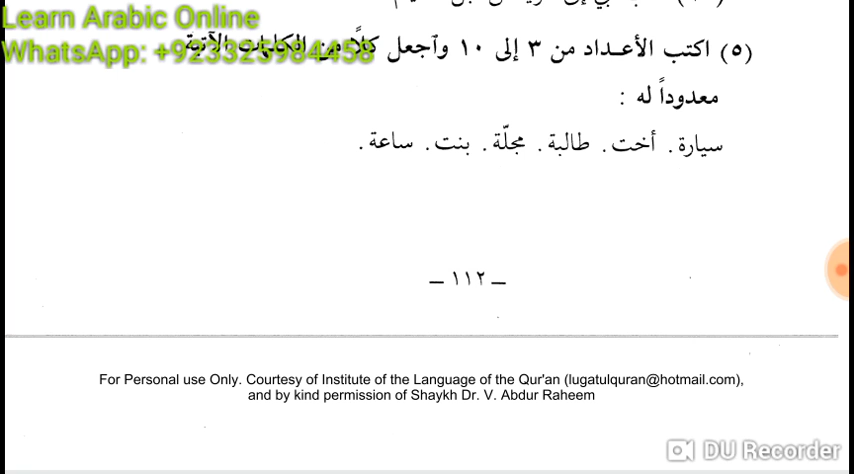 Learn Arabic Online
WhatsApp: +923325984458
(٥) اكتب الأعداد من ٣ إلى ١٠ وآجعل كلاًّ من الكلمات الآتية
معدوداً له :
سيارة . أخت . طالبة . مجلّة . بنت . ساعة .
– ١١٢ –
For Personal use Only. Courtesy of Institute of the Language of the Qur'an (lugatulquran@hotmail.com),
and by kind permission of Shaykh Dr. V. Abdur Raheem
DU Recorder